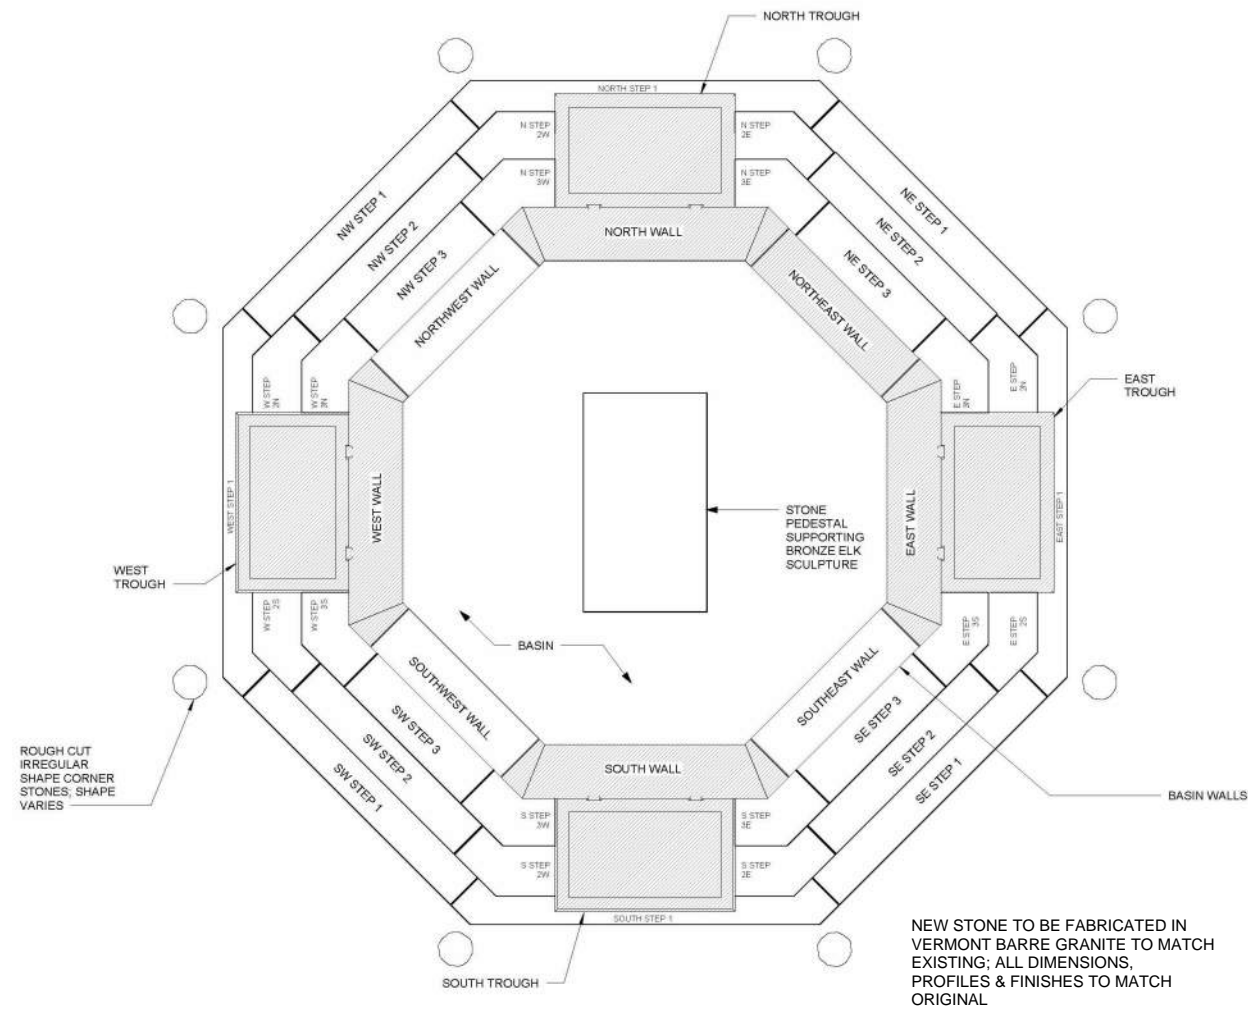 NORTH TROUGH
NORTH STEP 1
N STEP
2W
N STEP
2E
N STEP
3W
N STEP
3E
NW STEP 1
NW STEP 2
NW STEP 3
NORTHWEST WALL
NORTH WALL
NORTHEAST WALL
NE STEP 3
NE STEP 2
NE STEP 1
W STEP
2N
W STEP
3N
E STEP
3N
E STEP
3N
EAST
TROUGH
WEST STEP 1
WEST WALL
STONE
PEDESTAL
SUPPORTING
BRONZE ELK
SCULPTURE
EAST WALL
EAST STEP 1
WEST
TROUGH
W STEP
2S
W STEP
3S
E STEP
3S
E STEP
2S
BASIN
SOUTHWEST WALL
SOUTHEAST WALL
SW STEP 3
SW STEP 2
SW STEP 1
SE STEP 3
SE STEP 2
SE STEP 1
SOUTH WALL
ROUGH CUT
IRREGULAR
SHAPE CORNER
STONES; SHAPE
VARIES
BASIN WALLS
S STEP
3W
S STEP
3E
S STEP
2W
S STEP
2E
SOUTH STEP 1
SOUTH TROUGH
NEW STONE TO BE FABRICATED IN
VERMONT BARRE GRANITE TO MATCH
EXISTING; ALL DIMENSIONS,
PROFILES & FINISHES TO MATCH
ORIGINAL